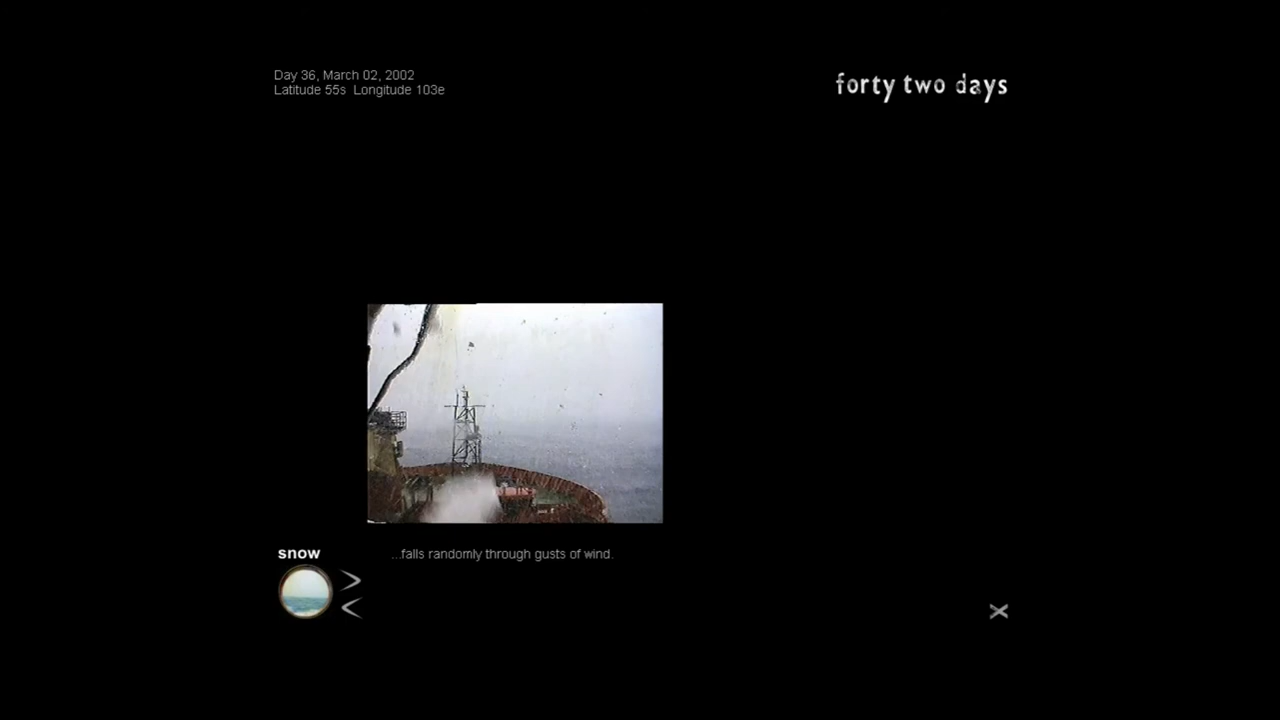 Day 36, March 02, 2002
Latitude 55s Longitude 103e
forty two days
snow
...falls randomly through gusts of wind.